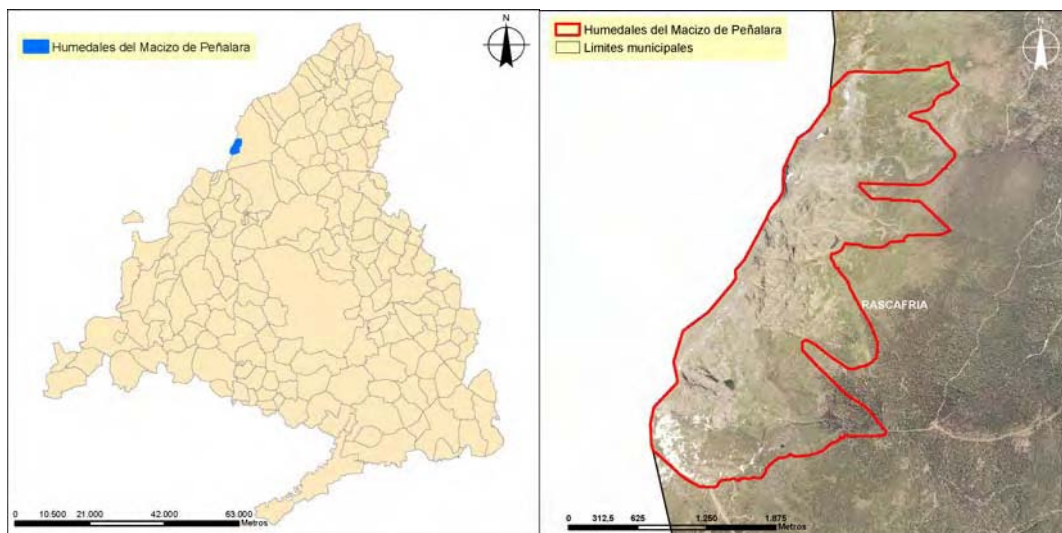 Humedales del Macizo de Peñalara
N
0 10.500 21.000 42.000 63.000
Metros
Humedales del Macizo de Peñalara
Límites municipales
N
RASCAFRIA
0 312,5 625 1.250 1.875
Metros